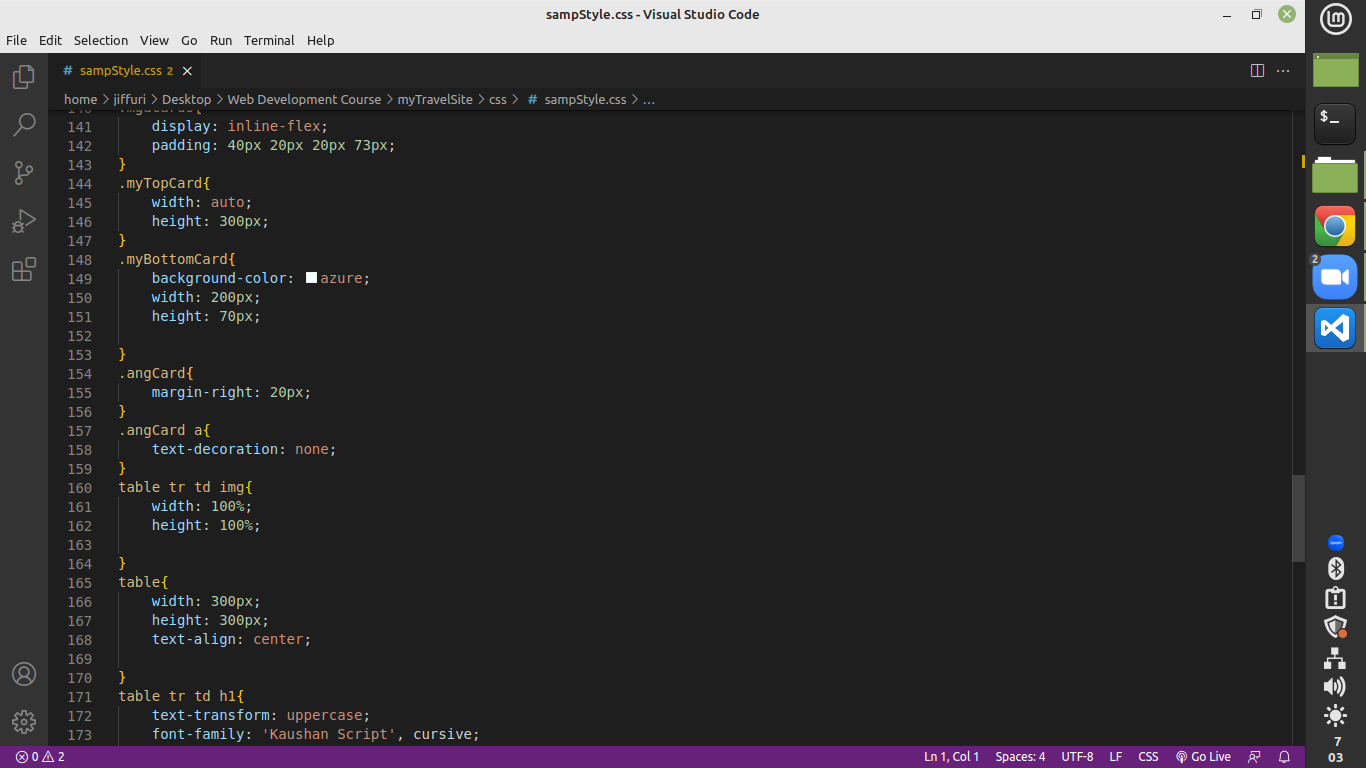 sampStyle.css - Visual Studio Code
File Edit Selection View Go Run Terminal Help
# sampStyle.css 2
home > jiffuri > Desktop > Web Development Course > myTravelSite > css > # sampStyle.css > ...
141 display: inline-flex;
142 padding: 40px 20px 20px 73px;
143 }
144 .myTopCard{
145 width: auto;
146 height: 300px;
147 }
148 .myBottomCard{
149 background-color: azure;
150 width: 200px;
151 height: 70px;
152
153 }
154 .angCard{
155 margin-right: 20px;
156 }
157 .angCard a{
158 text-decoration: none;
159 }
160 table tr td img{
161 width: 100%;
162 height: 100%;
163
164 }
165 table{
166 width: 300px;
167 height: 300px;
168 text-align: center;
169
170 }
171 table tr td h1{
172 text-transform: uppercase;
173 font-family: 'Kaushan Script', cursive;
0 2
Ln 1, Col 1 Spaces: 4 UTF-8 LF CSS Go Live
$_
2
7
03